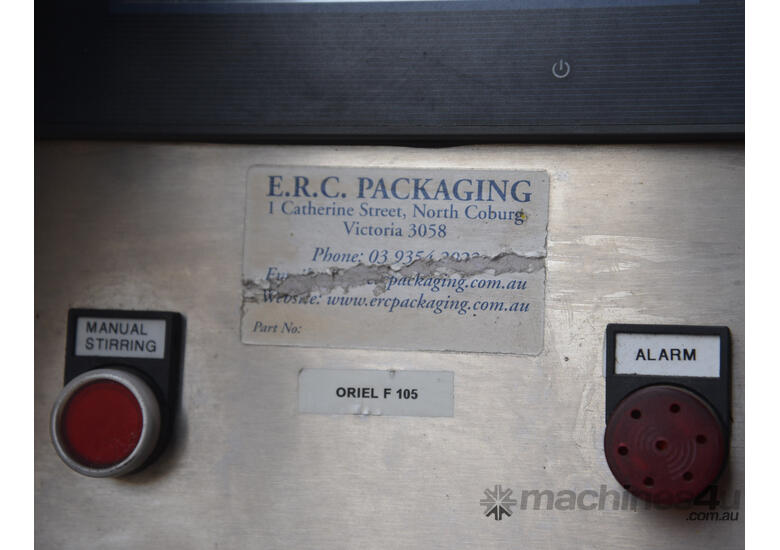 E.R.C. PACKAGING
1 Catherine Street, North Coburg
Victoria 3058
Phone: 03 9354
packaging.com.au
Website: www.ercpackaging.com.au
Part No:
MANUAL
STIRRING
ORIEL F 105
ALARM
machines4u
.com.au